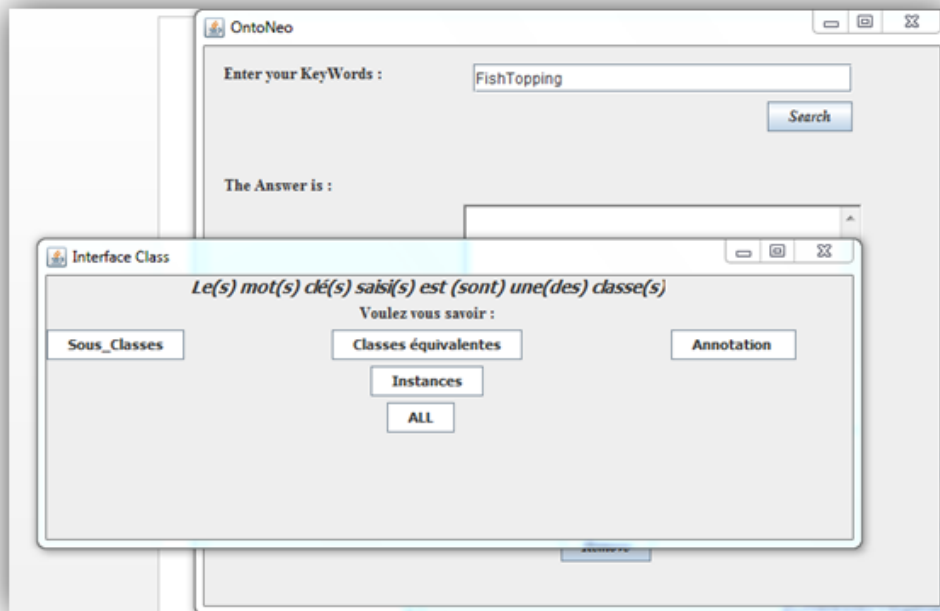 OntoNeo
Enter your KeyWords :
FishTopping
Search
The Answer is :
Interface Class
Le(s) mot(s) clé(s) saisi(s) est (sont) une(des) classe(s)
Voulez vous savoir :
Sous_Classes
Classes équivalentes
Annotation
Instances
ALL